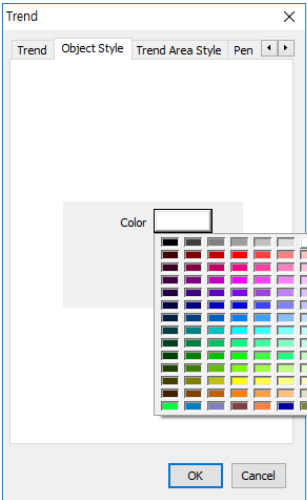 Trend
Trend Object Style Trend Area Style Pen
Color
OK Cancel